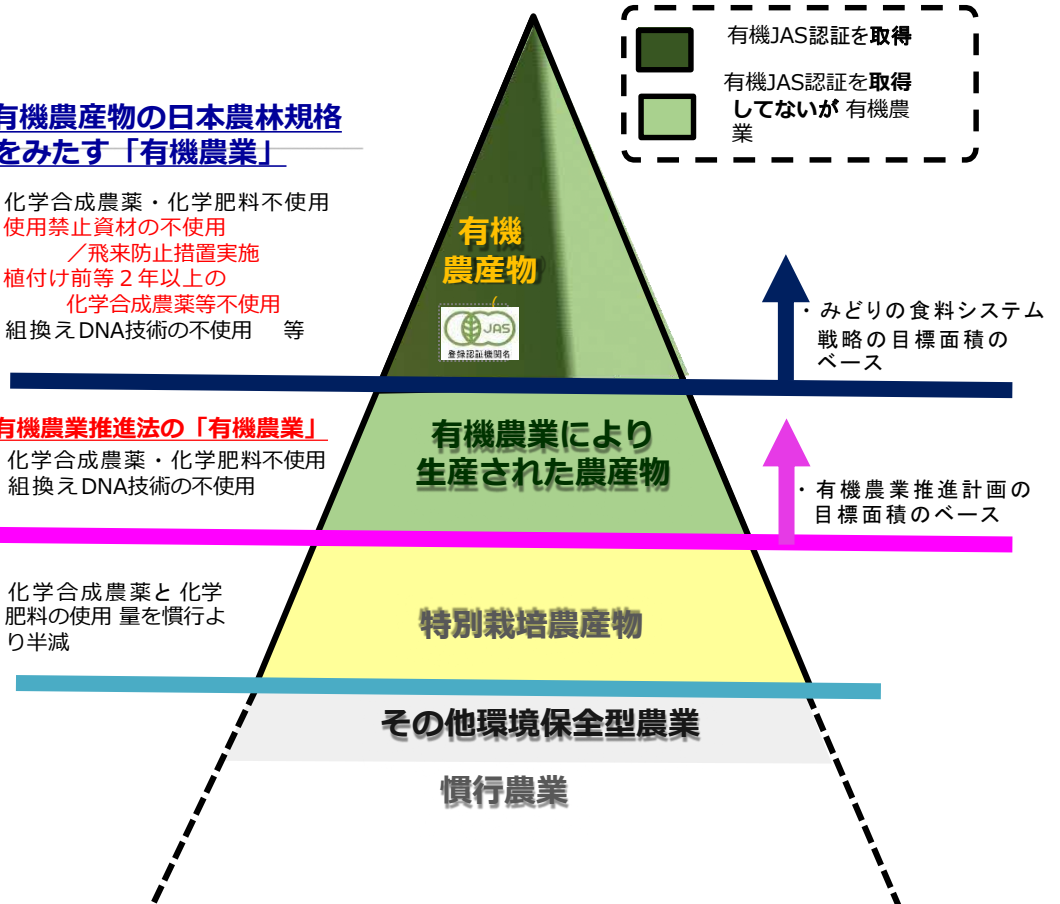 有機JAS認証を取得
有機JAS認証を取得
してないが 有機農
業
有機農産物の日本農林規格
をみたす「有機農業」
化学合成農薬・化学肥料不使用
使用禁止資材の不使用
／飛来防止措置実施
植付け前等２年以上の
化学合成農薬等不使用
組換えDNA技術の不使用 等
有機
農産物
JAS
登録認証機関名
・みどりの食料システム
戦略の目標面積の
ベース
有機農業推進法の「有機農業」
化学合成農薬・化学肥料不使用
組換えDNA技術の不使用
有機農業により
生産された農産物
・有機農業推進計画の
目標面積のベース
化学合成農薬と 化学
肥料の使用 量を慣行よ
り半減
特別栽培農産物
その他環境保全型農業
慣行農業